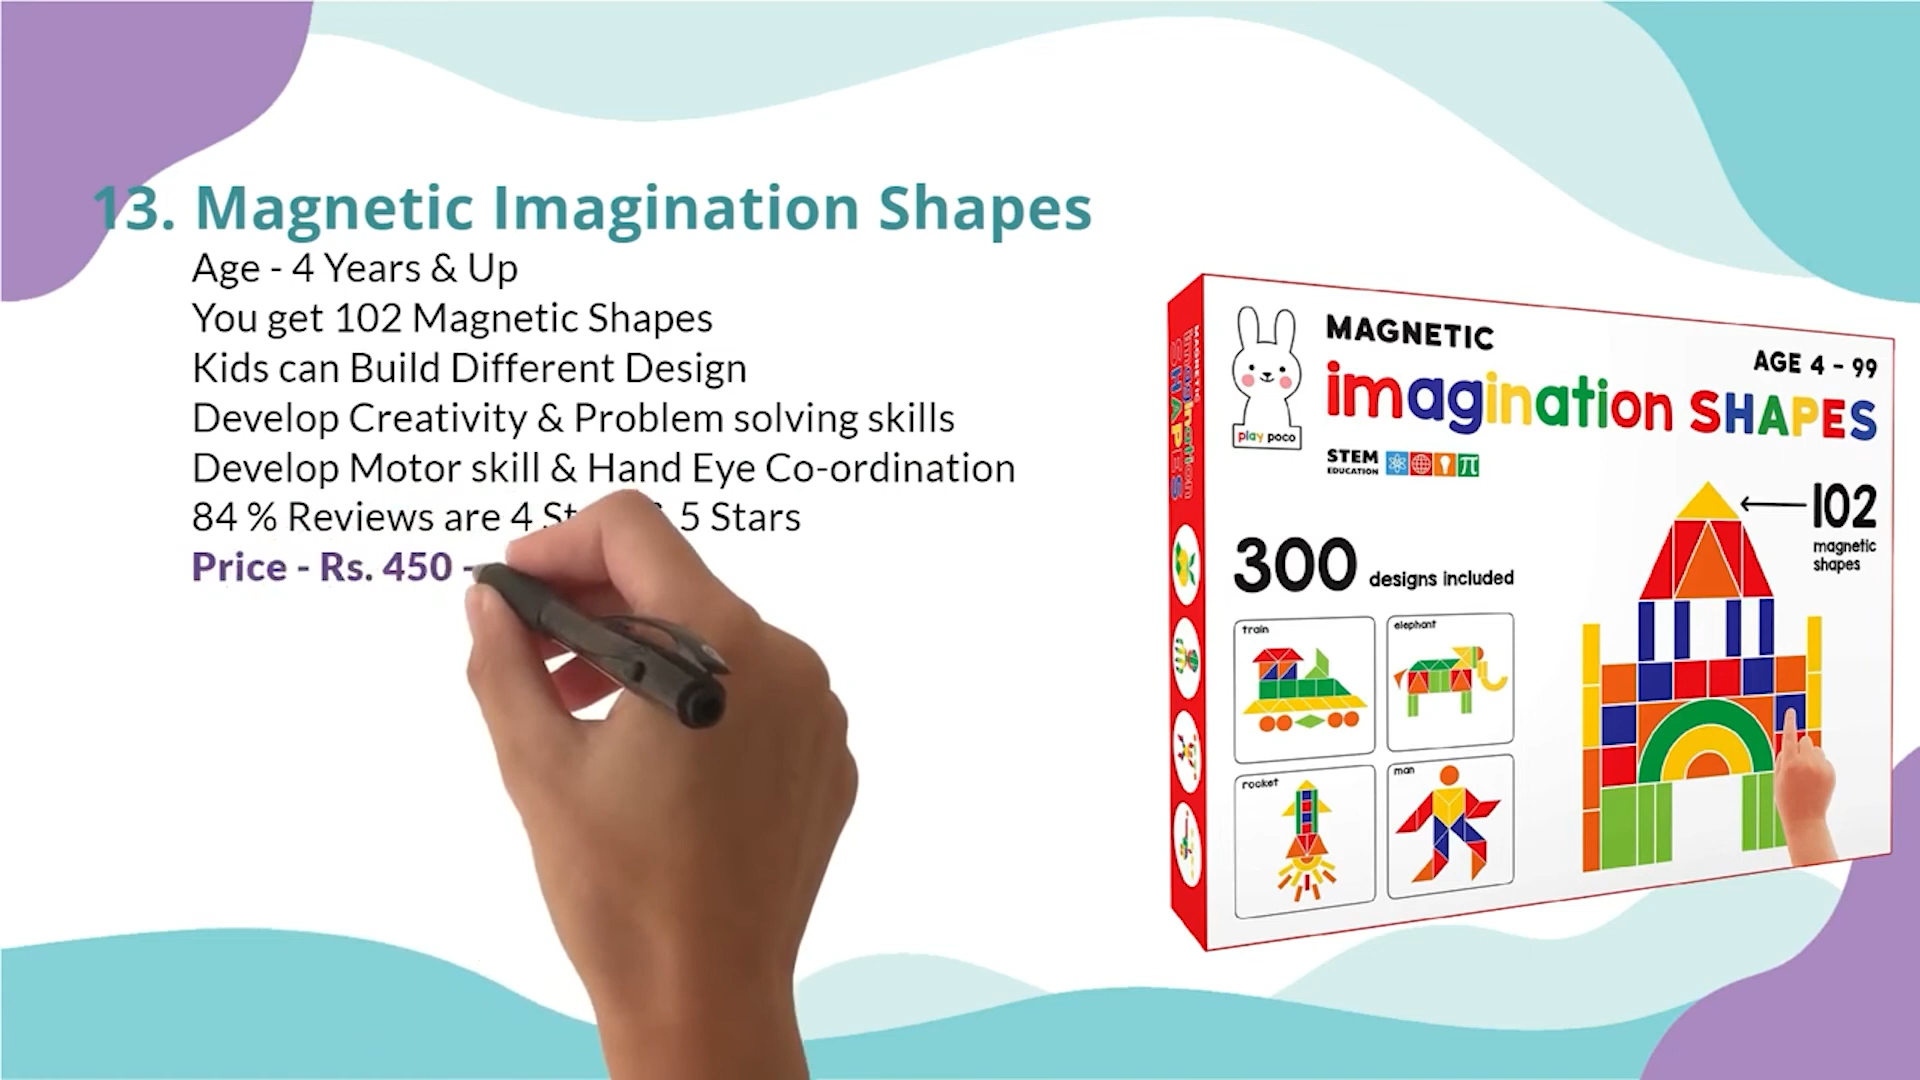 13. Magnetic Imagination Shapes
Age - 4 Years & Up
You get 102 Magnetic Shapes
Kids can Build Different Design
Develop Creativity & Problem solving skills
Develop Motor skill & Hand Eye Co-ordination
84 % Reviews are 4 5 Stars
Price - Rs. 450 -
MAGNETIC
AGE 4 - 99
imagination SHAPES
play poco
STEM
EDUCATION
102
magnetic
shapes
300 designs included
train
elephant
rocket
man
MAGNETIC
imagination
SHAPES